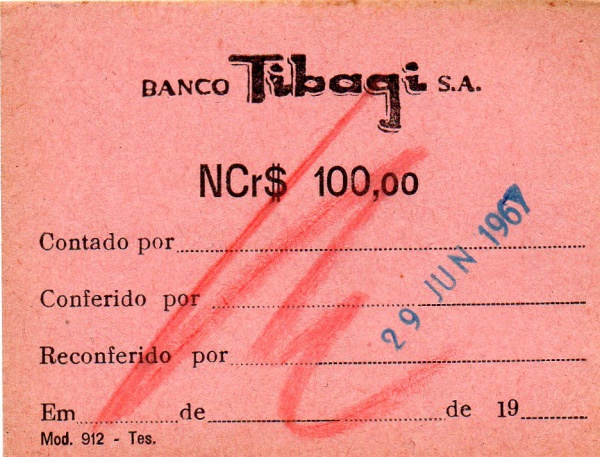 BANCO Tibagi S.A.
NCr$ 100,00
Contado por
29 JUN 1967
Conferido por
Reconferido por
Em de de 19
Mod. 912 - Tes.